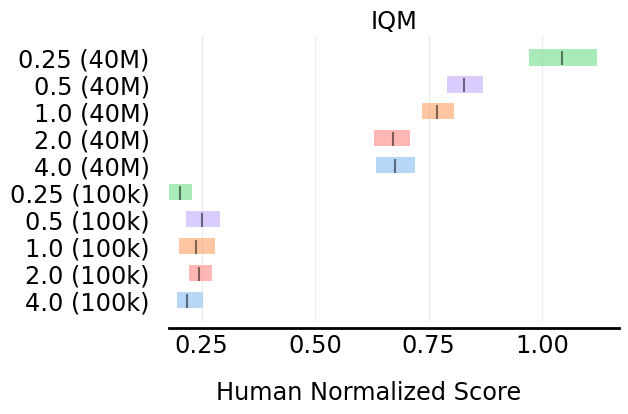 IQM
0.25 (40M)
0.5 (40M)
1.0 (40M)
2.0 (40M)
4.0 (40M)
0.25 (100k)
0.5 (100k)
1.0 (100k)
2.0 (100k)
4.0 (100k)
0.25 0.50 0.75 1.00
Human Normalized Score